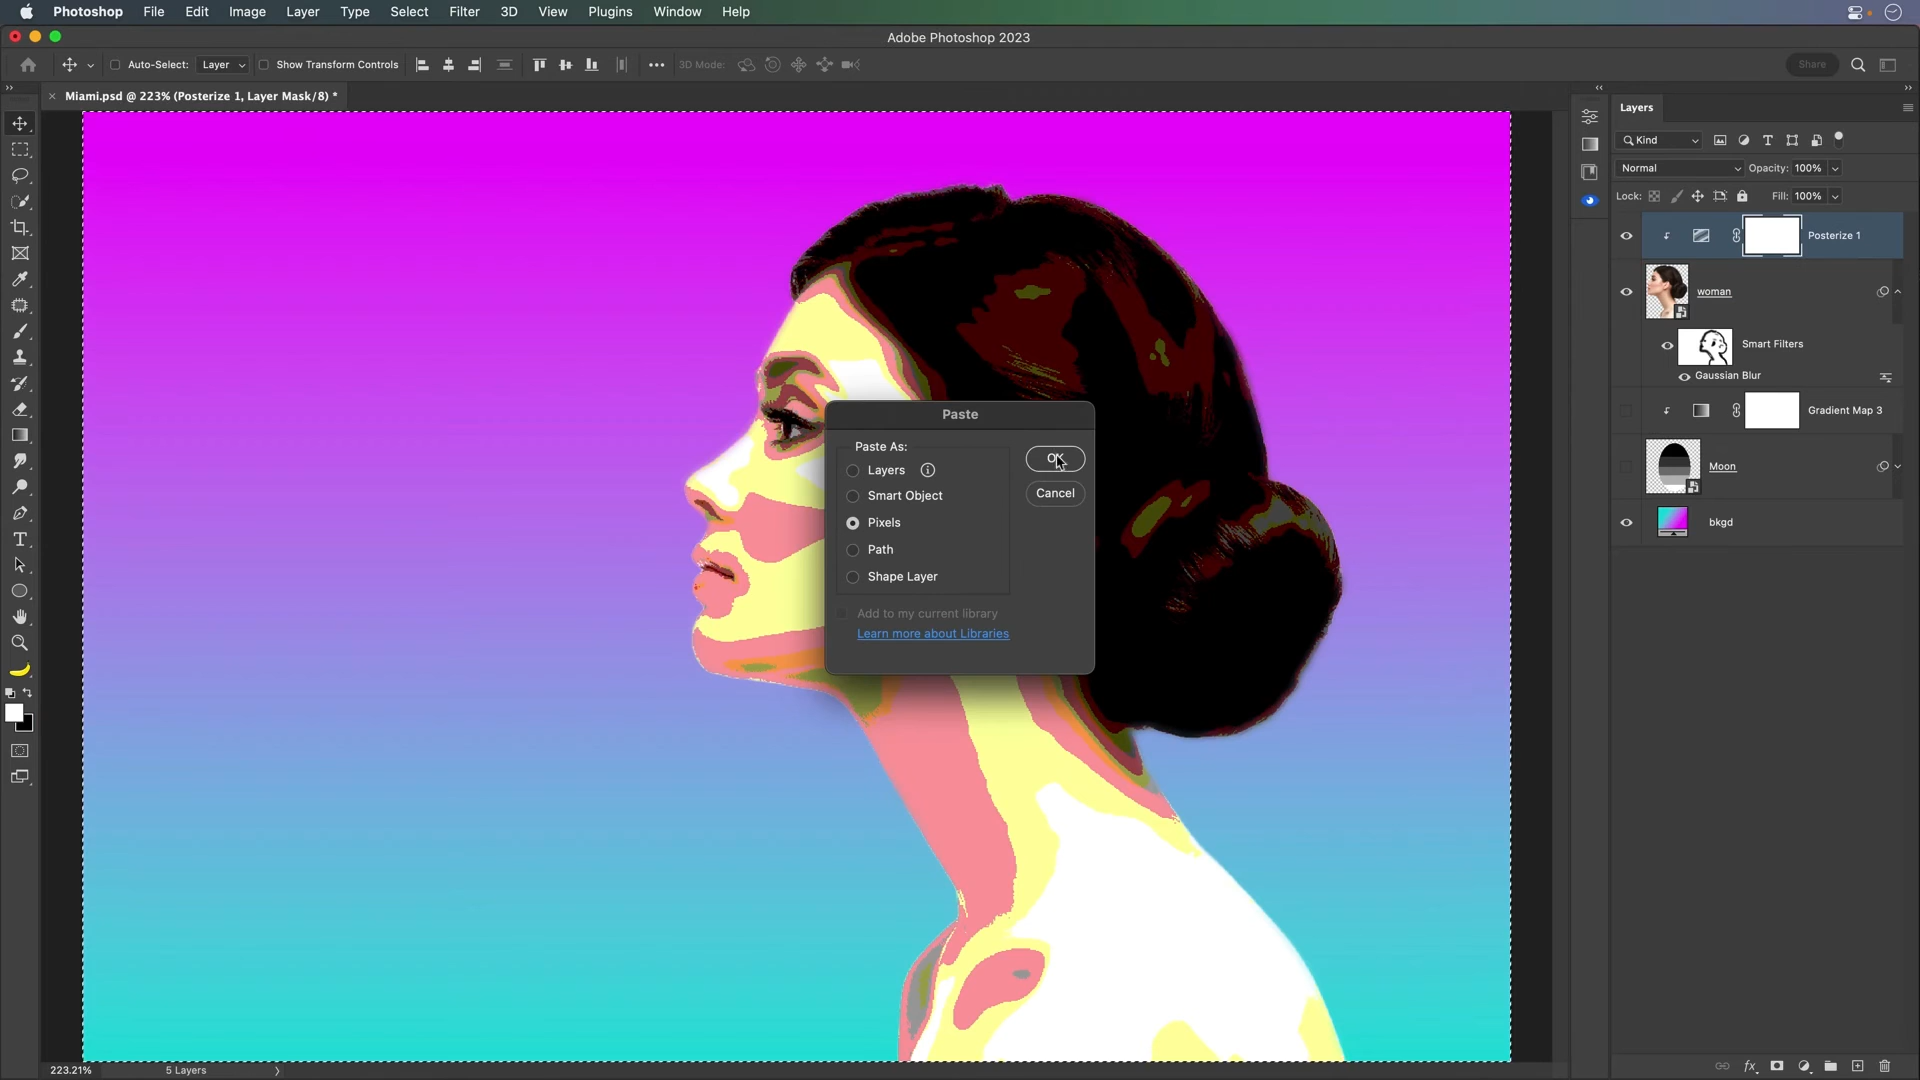 Photoshop File Edit Image Layer Type Select Filter 3D View Plugins Window Help
Adobe Photoshop 2023
Auto-Select: Layer Show Transform Controls 3D Mode: Share
Miami.psd @ 223% (Posterize 1, Layer Mask/8) *
Layers
Kind
Normal Opacity: 100%
Lock: Fill: 100%
Posterize 1
woman
Smart Filters
Gaussian Blur
Gradient Map 3
Moon
bkgd
Paste
Paste As:
Layers
Smart Object
Pixels
Path
Shape Layer
OK
Cancel
Add to my current library
Learn more about Libraries
223.21% 5 Layers